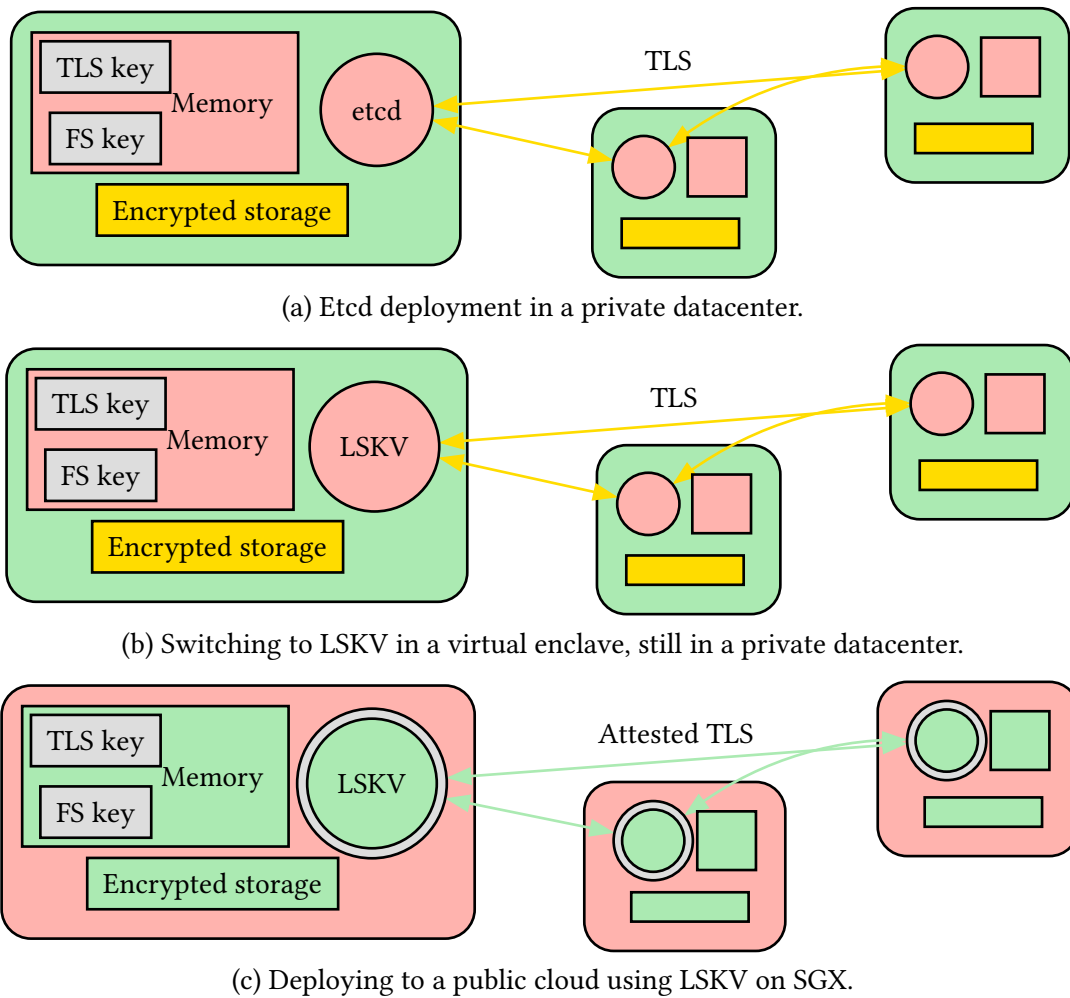 TLS key
Memory
FS key
etcd
Encrypted storage
TLS
(a) Etcd deployment in a private datacenter.
TLS key
Memory
FS key
LSKV
Encrypted storage
TLS
(b) Switching to LSKV in a virtual enclave, still in a private datacenter.
TLS key
Memory
FS key
LSKV
Encrypted storage
Attested TLS
(c) Deploying to a public cloud using LSKV on SGX.